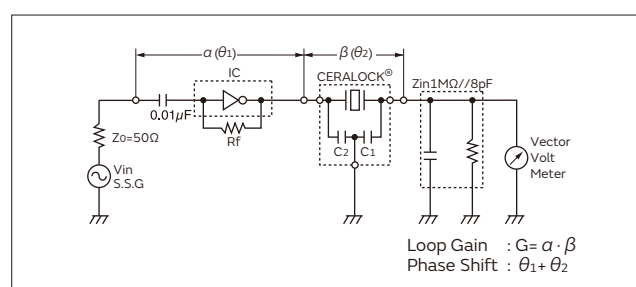 α (θ1)
β (θ2)
IC
CERALOCK®
Zin1MΩ//8pF
0.01μF
Zo=50Ω
Rf
C2
C1
Vin
S.S.G
Vector
Volt
Meter
Loop Gain : G= α · β
Phase Shift : θ1+ θ2